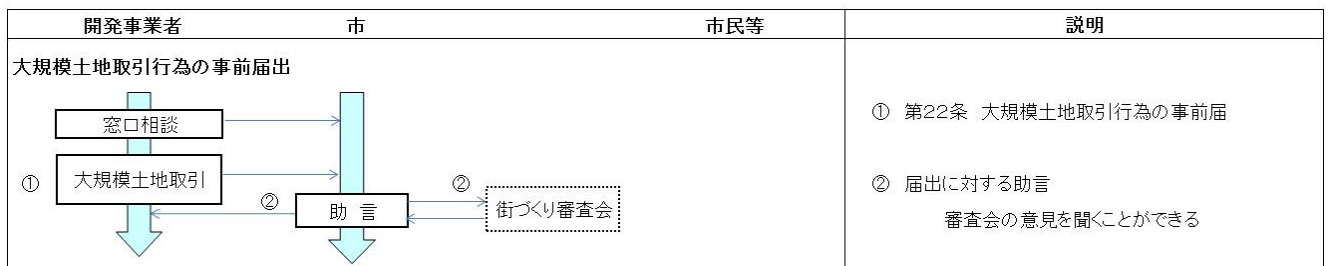 開発事業者 市 市民等 説明
大規模土地取引行為の事前届出
窓口相談
① 第22条 大規模土地取引行為の事前届
① 大規模土地取引
② ②
② 届出に対する助言
助 言 街づくり審査会
審査会の意見を聞くことができる